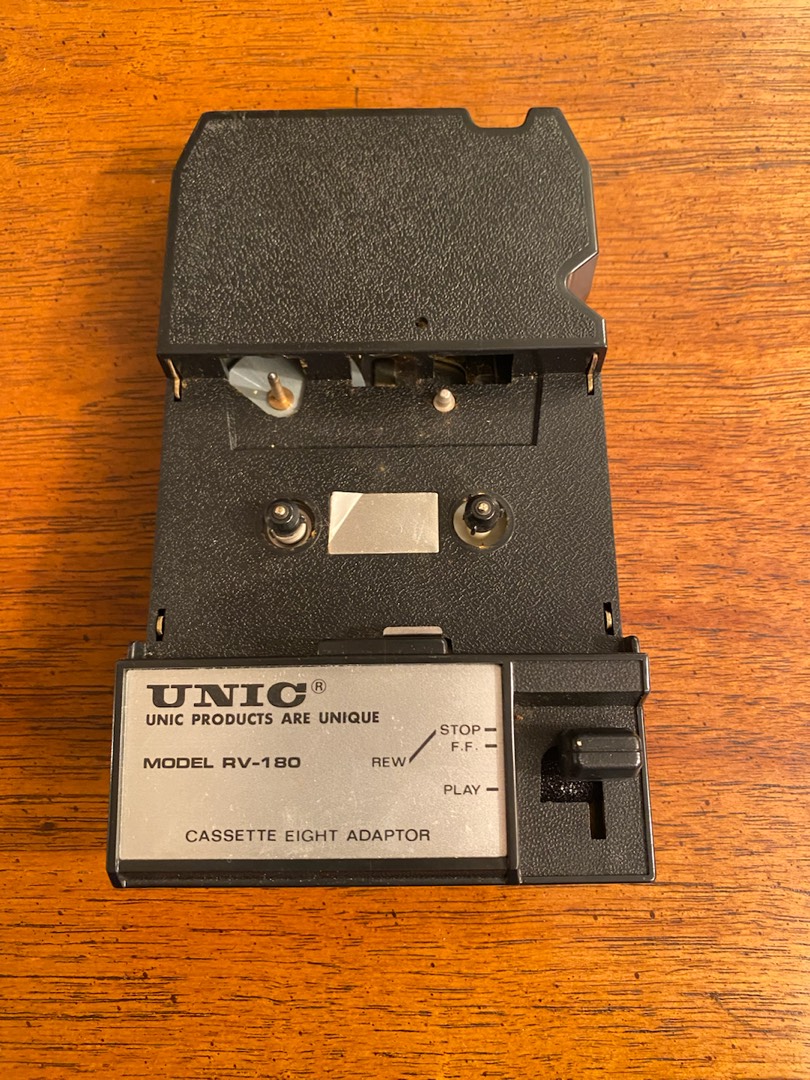 UNIC®
UNIC PRODUCTS ARE UNIQUE
MODEL RV-180
STOP
F.F.
REW
PLAY
CASSETTE EIGHT ADAPTOR